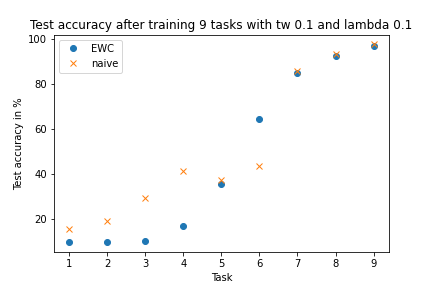 Test accuracy after training 9 tasks with tw 0.1 and lambda 0.1
100
80
60
40
20
Test accuracy in %
EWC
naive
1 2 3 4 5 6 7 8 9
Task